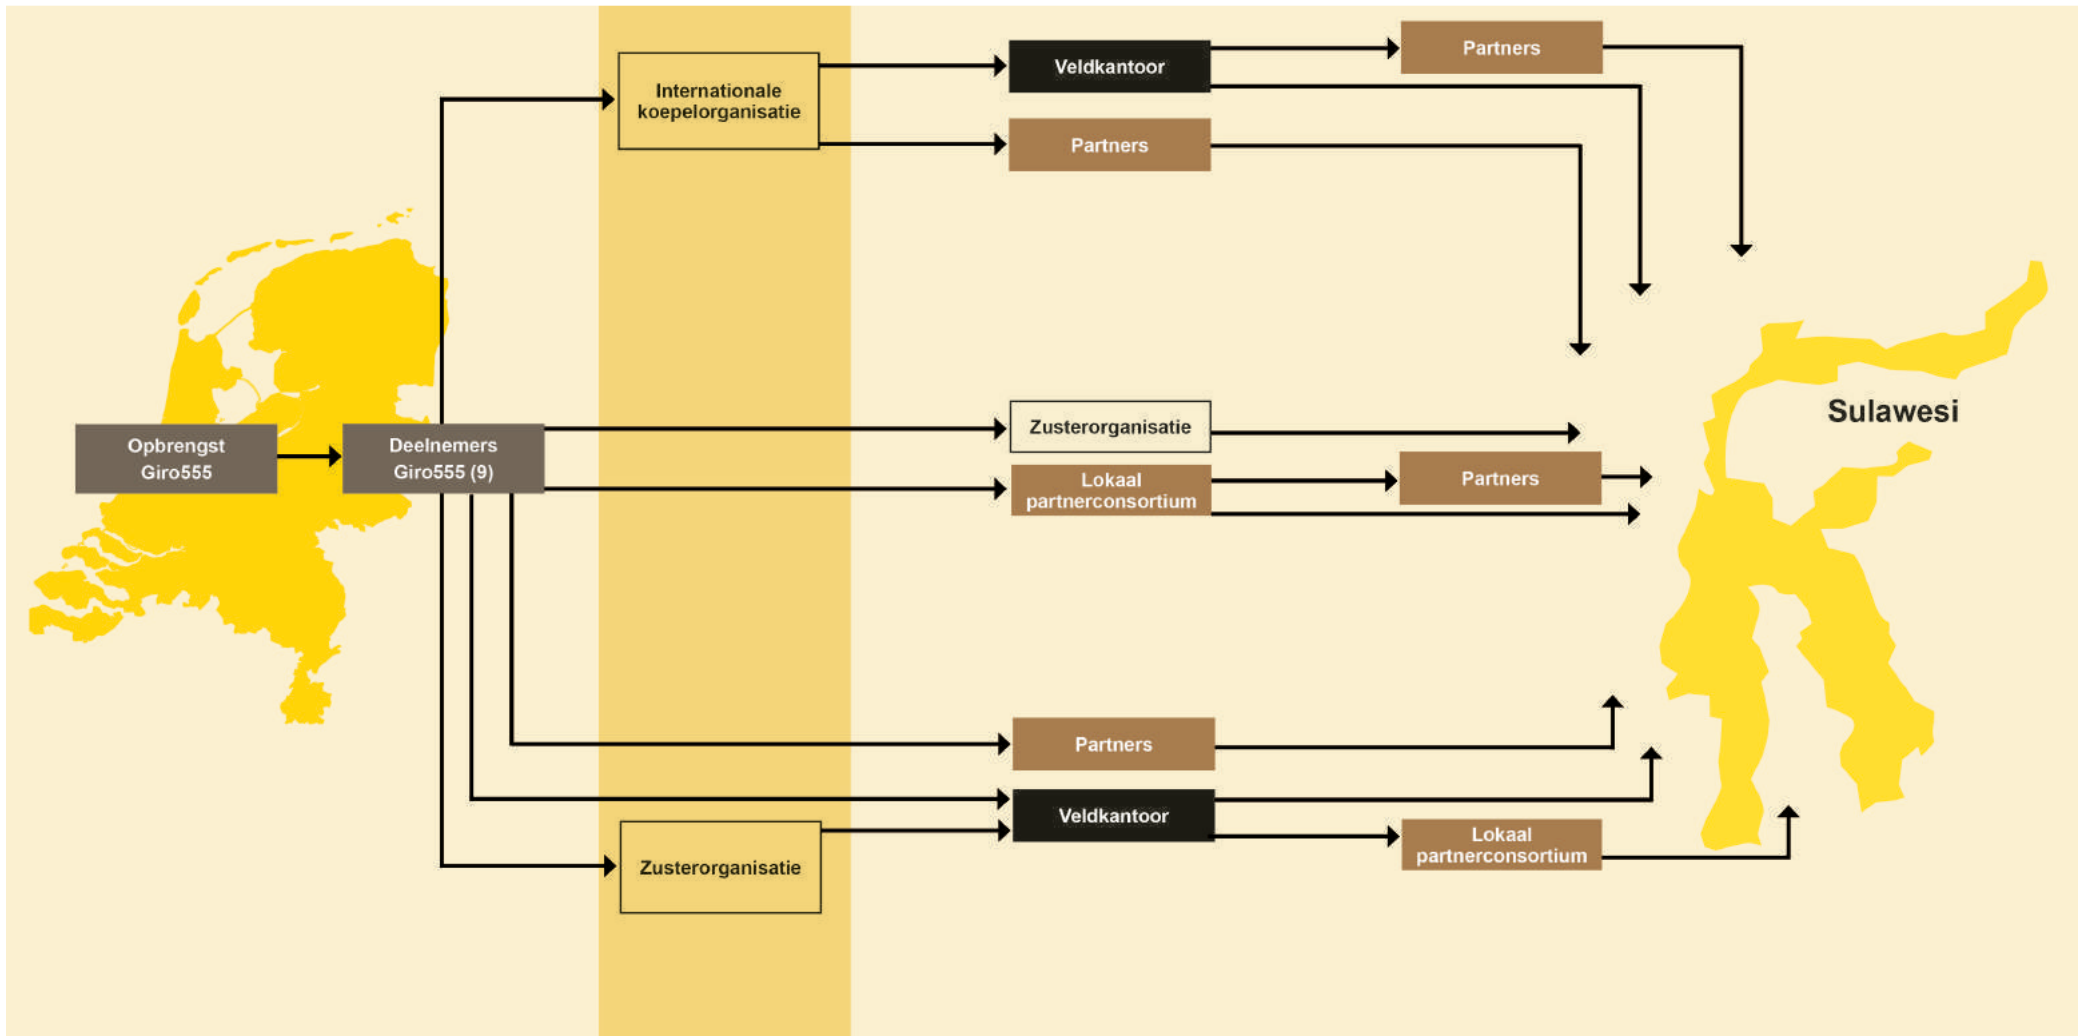 Opbrengst
Giro555
Deelnemers
Giro555 (9)
Internationale
koepelorganisatie
Veldkantoor
Partners
Partners
Zusterorganisatie
Lokaal
partnerconsortium
Partners
Sulawesi
Partners
Veldkantoor
Zusterorganisatie
Lokaal
partnerconsortium